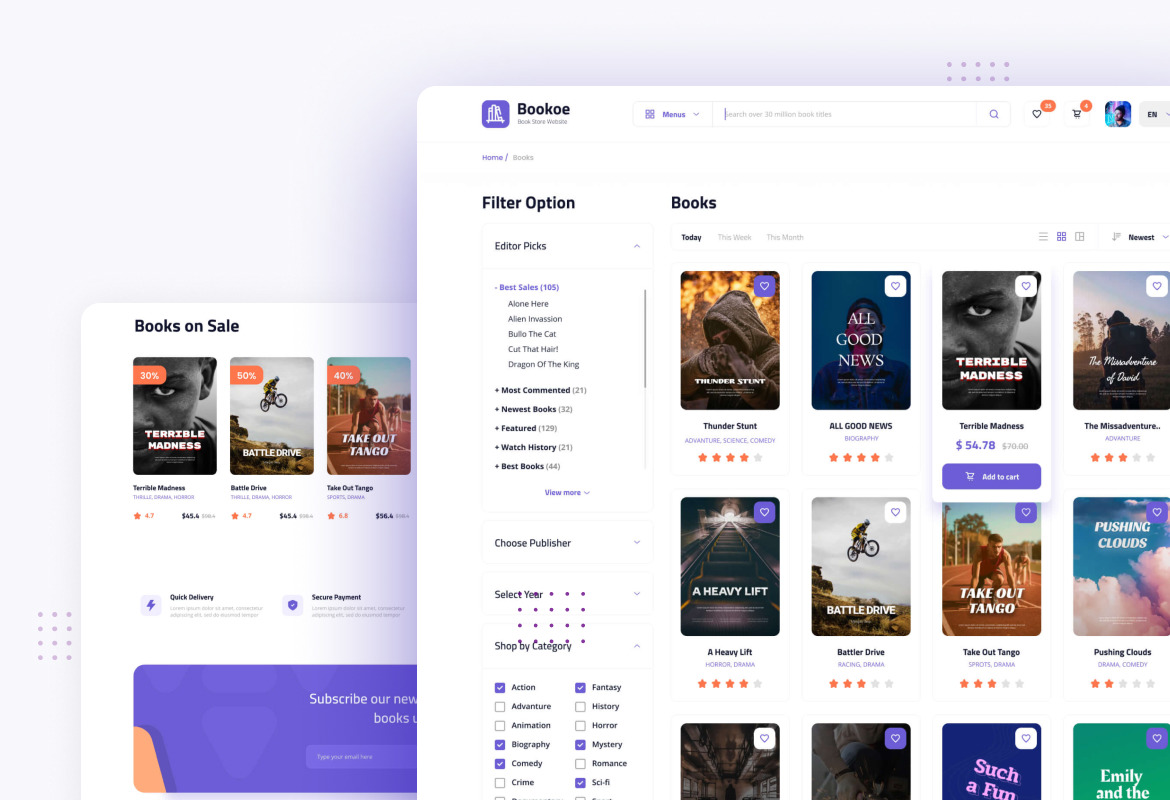 Bookoe
Book Store Website
Menus
Search over 30 million book titles
35
4
EN
Home / Books
Filter Option
Editor Picks
- Best Sales (105)
Alone Here
Alien Invassion
Bullo The Cat
Cut That Hair!
Dragon Of The King
+ Most Commented (21)
+ Newest Books (32)
+ Featured (129)
+ Watch History (21)
+ Best Books (44)
View more
Choose Publisher
Select Year
Shop by Category
Action
Fantasy
Advanture
History
Animation
Horror
Biography
Mystery
Comedy
Romance
Crime
Sci-fi
Books
Today
This Week
This Month
Newest
THUNDER STUNT
Thunder Stunt
ADVANTURE, SCIENCE, COMEDY
ALL
GOOD
NEWS
ALL GOOD NEWS
BIOGRAPHY
TERRIBLE
MADNESS
Terrible Madness
$ 54.78 $70.00
Add to cart
The Missadventure
of David
The Missadventure..
ADVANTURE
A HEAVY LIFT
A Heavy Lift
HORROR, DRAMA
BATTLE DRIVE
Battler Drive
RACING, DRAMA
TAKE OUT
TANGO
Take Out Tango
SPROTS, DRAMA
PUSHING
CLOUDS
Pushing Clouds
DRAMA, COMEDY
Such
a Fun
Emily
and the
Books on Sale
30%
TERRIBLE
MADNESS
Terrible Madness
THRILLE, DRAMA, HORROR
4.7 $45.4
50%
BATTLE DRIVE
Battle Drive
THRILLE, DRAMA, HORROR
4.7 $45.4
40%
TAKE OUT
TANGO
Take Out Tango
SPORTS, DRAMA
6.8 $56.4
Quick Delivery
Lorem ipsum dolor sit amet, consectetur
adipiscing elit, sed do eiusmod tempor
Secure Payment
Lorem ipsum dolor sit amet, consectetur
adipiscing elit, sed do eiusmod tempor
Subscribe our new
books u
Type your email here